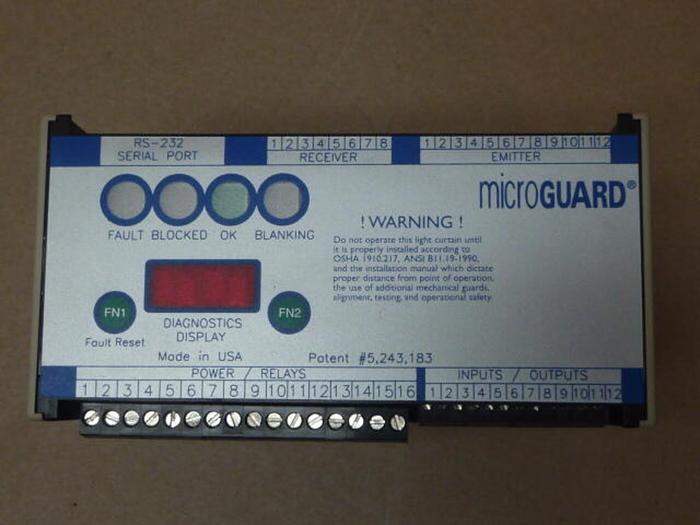 RS-232
SERIAL PORT
1 2 3 4 5 6 7 8
RECEIVER
1 2 3 4 5 6 7 8 9 10 11 12
EMITTER
microGUARD®
FAULT BLOCKED OK BLANKING
! WARNING !
Do not operate this light curtain until
it is properly installed according to
OSHA 1910.217, ANSI B11.19-1990,
and the installation manual which dictate
proper distance from point of operation,
the use of additional mechanical guards,
alignment, testing, and operational safety.
FN1
FN2
Fault Reset
DIAGNOSTICS
DISPLAY
Made in USA
Patent #5,243,183
POWER / RELAYS
1 2 3 4 5 6 7 8 9 10 11 12 13 14 15 16
INPUTS / OUTPUTS
1 2 3 4 5 6 7 8 9 10 11 12